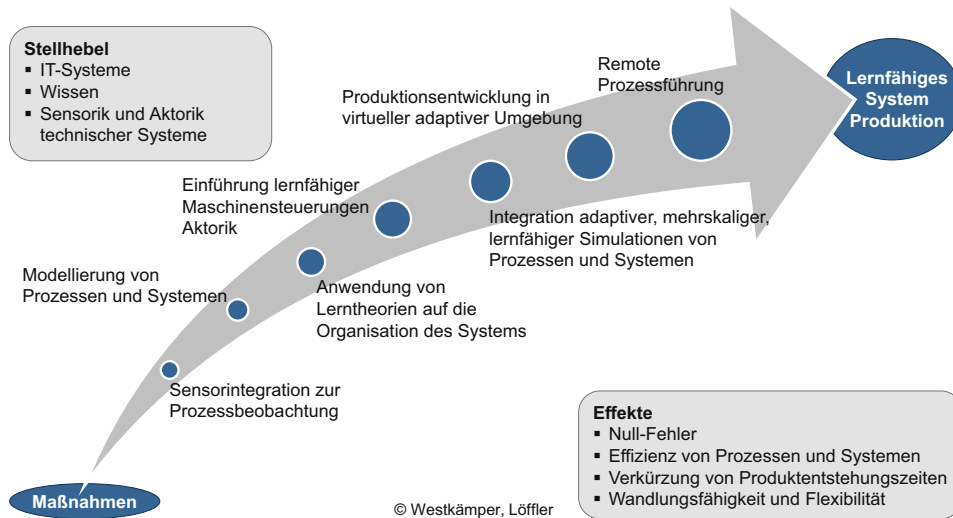 Stellhebel
▪ IT-Systeme
▪ Wissen
▪ Sensorik und Aktorik
technischer Systeme
Remote
Prozessführung
Lernfähiges
System
Produktion
Produktionsentwicklung in
virtueller adaptiver Umgebung
Einführung lernfähiger
Maschinensteuerungen
Aktorik
Integration adaptiver, mehrskaliger,
lernfähiger Simulationen von
Prozessen und Systemen
Modellierung von
Prozessen und Systemen
Anwendung von
Lerntheorien auf die
Organisation des Systems
Sensorintegration zur
Prozessbeobachtung
Effekte
▪ Null-Fehler
▪ Effizienz von Prozessen und Systemen
▪ Verkürzung von Produktentstehungszeiten
▪ Wandlungsfähigkeit und Flexibilität
Maßnahmen
© Westkämper, Löffler